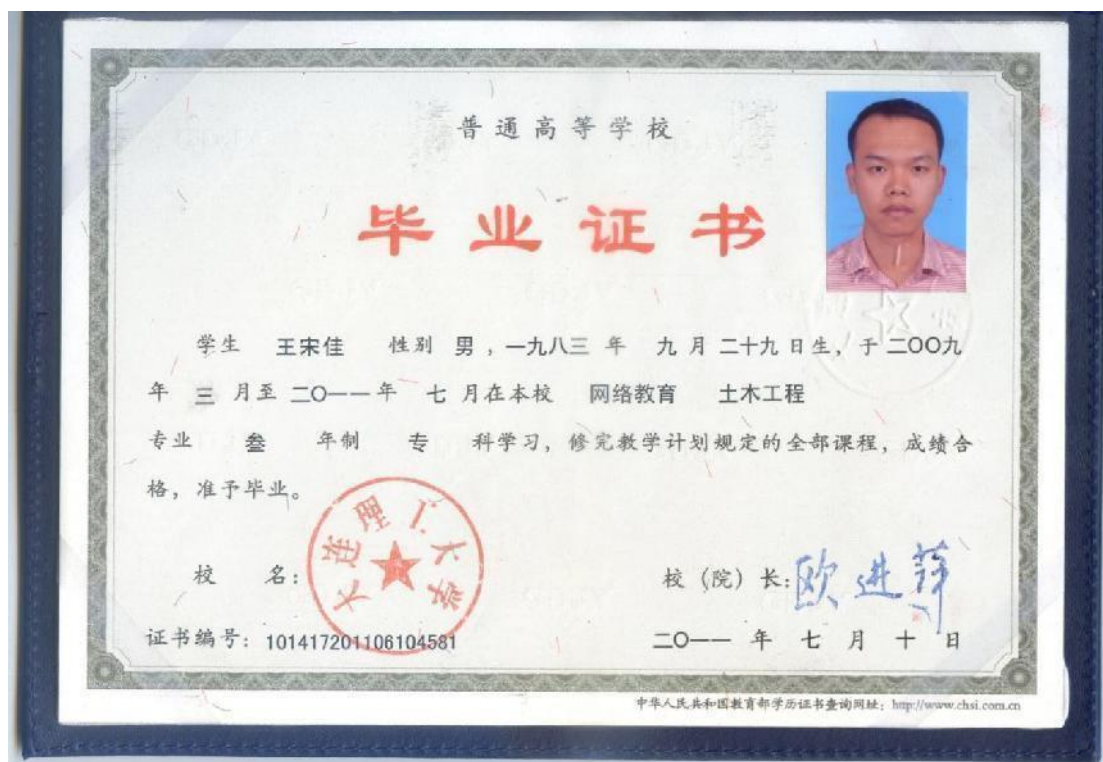 普通高等学校
毕业证书
学生 王宋佳 性别 男，一九八三 年 九 月 二十九 日生，于 二〇〇九
年 三 月至 二〇一一 年 七 月在本校 网络教育 土木工程
专业 叁 年制 专 科学习，修完教学计划规定的全部课程，成绩合
格，准予毕业。
大连理工大学
校 名：
校（院）长：欧进萍
证书编号：101417201106104581
二〇一一 年 七 月 十 日
中华人民共和国教育部学历证书查询网址：http://www.chsi.com.cn